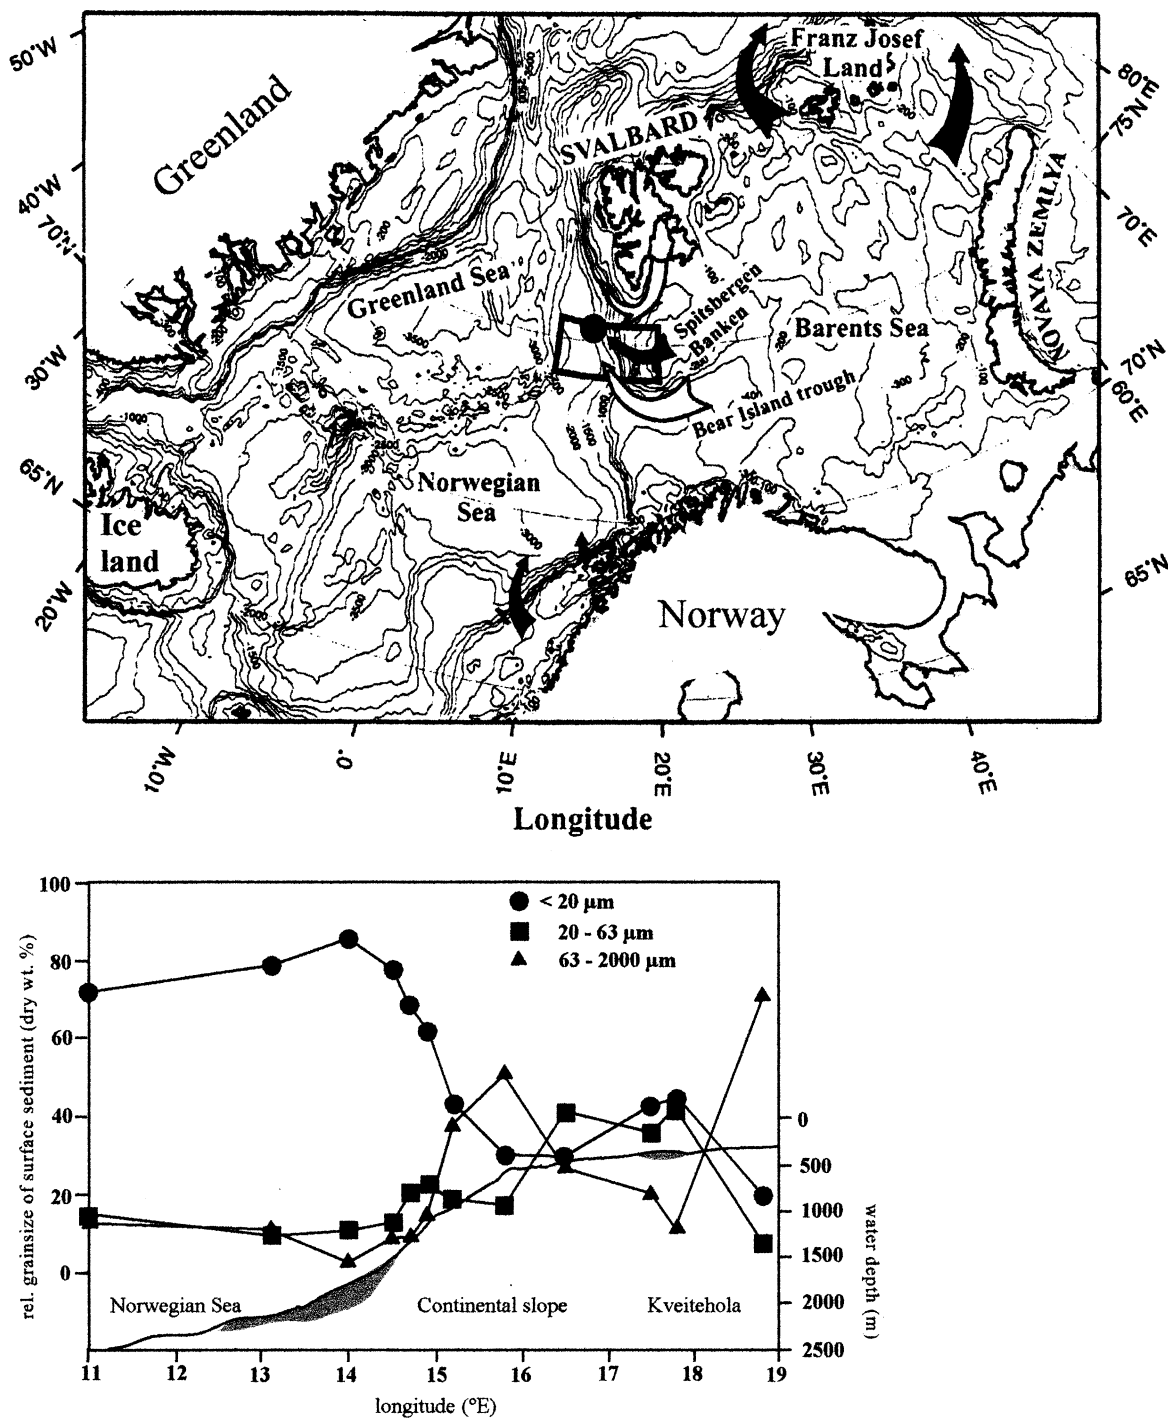 50°W
40°W
70°N
30°W
65°N
20°W
Greenland
SVALBARD
Franz Josef
Land
80°E
75°N
70°E
NOVAYA ZEMLYA
70°N
60°E
65°N
Greenland Sea
Spitsbergen
Banken
Barents Sea
Bear Island trough
Norwegian
Sea
Ice
land
Norway
10°W
0°
20°E
30°E
40°E
Longitude
rel. grainsize of surface sediment (dry wt. %)
100
80
60
40
20
0
< 20 µm
20 - 63 µm
63 - 2000 µm
0
500
1000
1500
2000
2500
water depth (m)
Norwegian Sea
Continental slope
Kveitehola
11 12 13 14 15 16 17 18 19
longitude (°E)